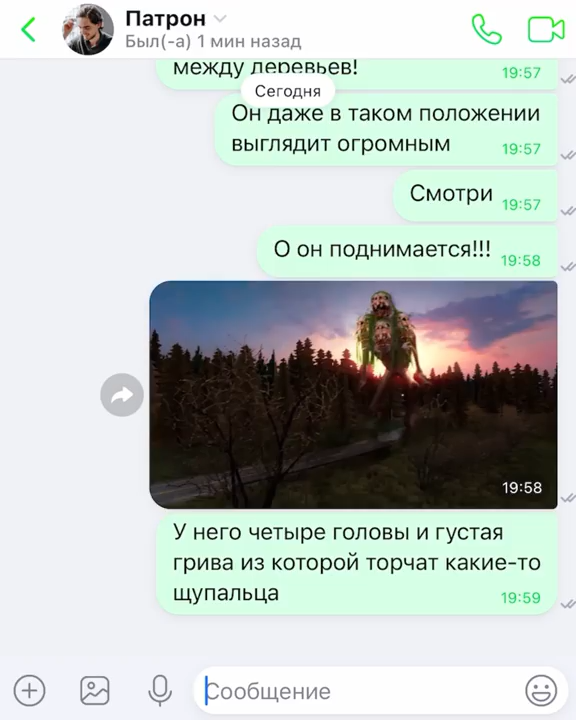 Патрон
Был(-а) 1 мин назад
между деревьев!
19:57
Сегодня
Он даже в таком положении
выглядит огромным
19:57
Смотри
19:57
О он поднимается!!!
19:58
19:58
У него четыре головы и густая
грива из которой торчат какие-то
щупальца
19:59
Сообщение